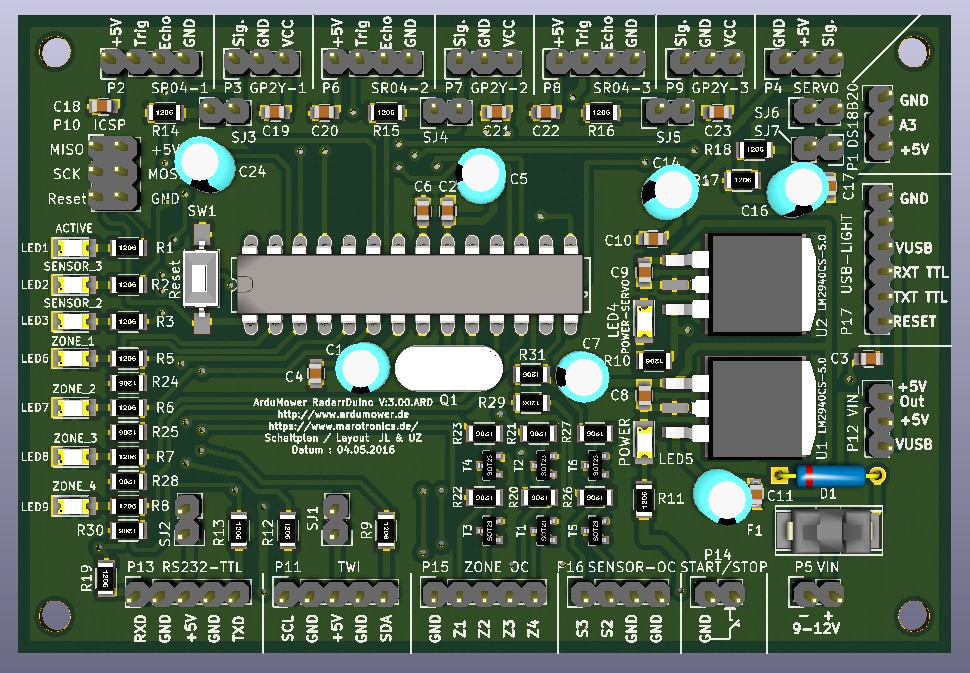 +5V Trig Echo GND Sig. GND VCC +5V Trig Echo GND Sig. GND VCC +5V Trig Echo GND Sig. GND VCC GND +5V Sig.
P2 SR04-1 P3 GP2Y-1 P6 SR04-2 P7 GP2Y-2 P8 SR04-3 P9 GP2Y-3 P4 SERVO
C18
P10 ICSP
R14 SJ3 C19 C20 R15 SJ4 C21 C22 R16 SJ5 C23 SJ6
SJ7
P1 DS18B20
GND
A3
+5V
MISO +5V
SCK MOS
Reset GND
C24 C6 C2 C5 C14 R17 R18 C16 C17
SW1
Reset
ACTIVE
LED1 R1
SENSOR_3
LED2 R2
SENSOR_2
LED3 R3
ZONE_1
LED6 R5
R24
ZONE_2
LED7 R6
R25
ZONE_3
LED8 R7
R28
ZONE_4
LED9 R8
R30
R19
C10
C9
LED4
POWER-SERVO
R10
C8
POWER
LED5
U2 LM2940CS-5.0
U1 LM2940CS-5.0
P17 USB-LIGHT
GND
VUSB
RXT TTL
TXT TTL
RESET
C3
P12 VIN
+5V
Out
+5V
VUSB
C1
C4
Q1
R31
R29
C7
ArduMower RadarrDuino V:3.00.ARD
http://www.ardumower.de
https://www.marotronics.de/
Schaltplan / Layout JL & UZ
Datum : 04.05.2016
R23 R21 R27
T4 T2 T6
R22 R20 R26
T3 T1 T5
R11
C11
D1
F1
SJ2 R13 R12 SJ1 R9
P13 RS232-TTL P11 TWI P15 ZONE OC P16 SENSOR-OC P14 START/STOP P5 VIN
RXD GND +5V GND TXD SCL GND +5V GND SDA GND Z1 Z2 Z3 Z4 S3 S2 GND GND GND - +
9-12V